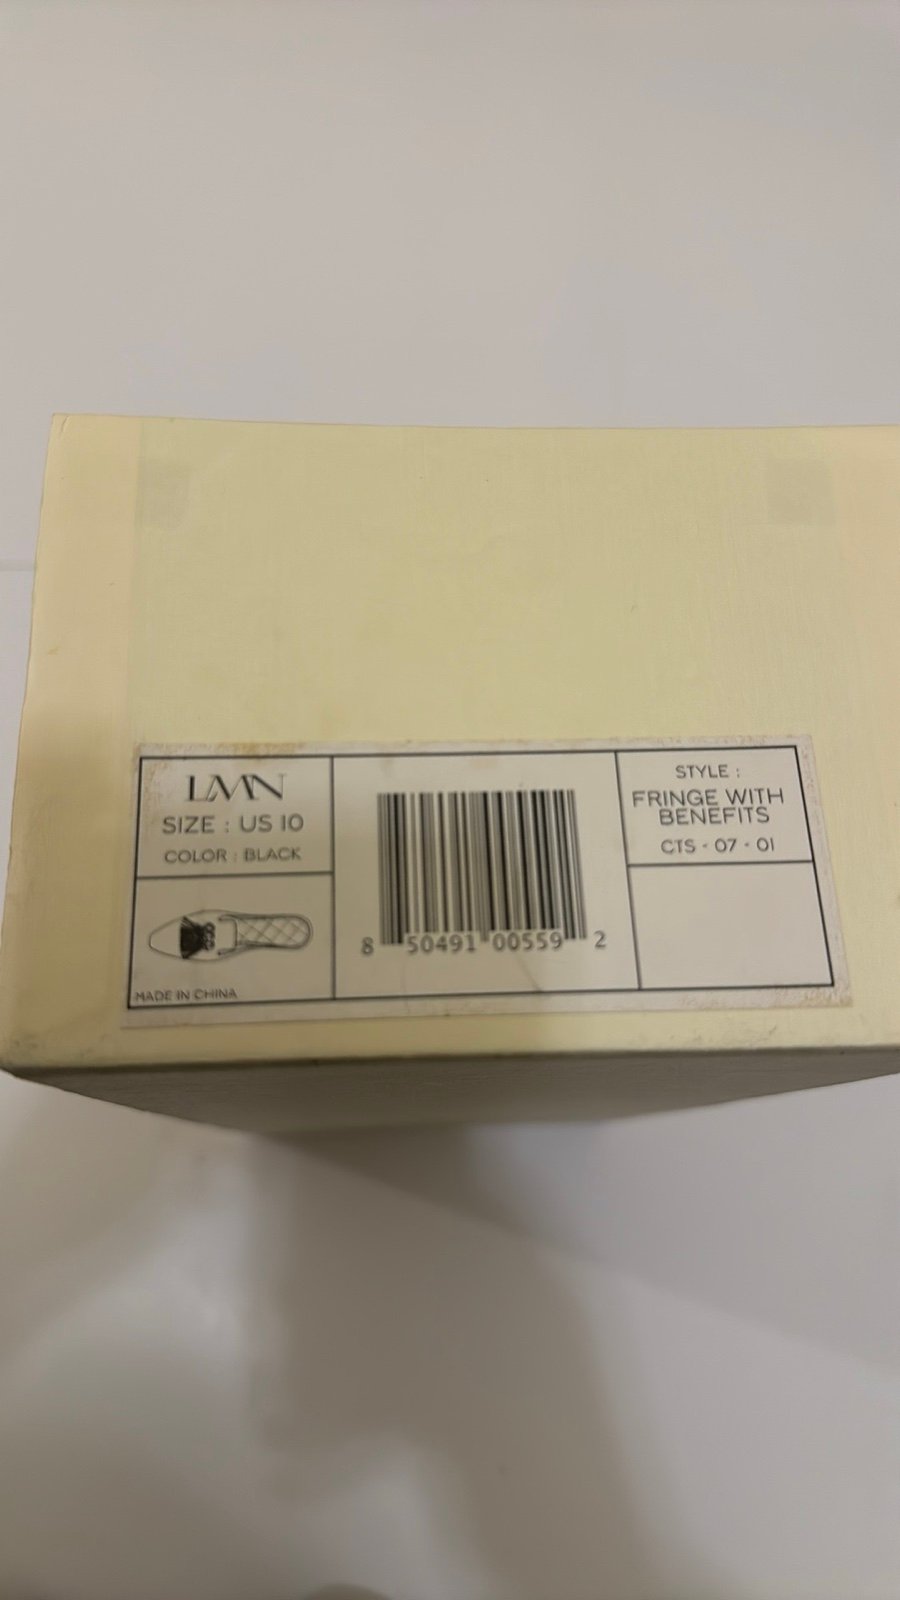 LMN
SIZE : US 10
COLOR : BLACK
MADE IN CHINA
8 50491 00559 2
STYLE :
FRINGE WITH
BENEFITS
CTS - 07 - 01